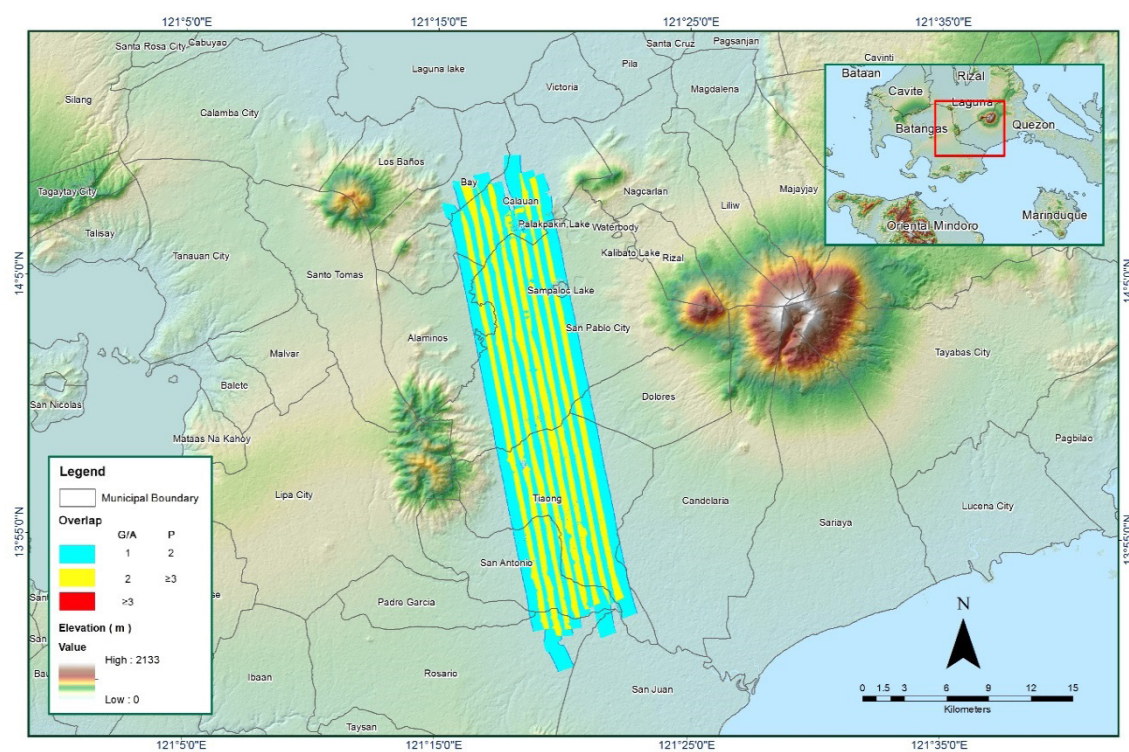 121°5'0"E 121°15'0"E 121°25'0"E 121°35'0"E
Santa Rosa City
Cabuyao
Santa Cruz
Pagsanjan
Laguna lake
Pila
Cavinti
Victoria
Magdalena
Silang
Calamba City
Los Baños
Bay
Nagcarlan
Tagaytay City
Calauan
Liliw
Majayjay
Talisay
Palakpakin Lake
Waterbody
Tanauan City
Kalibato Lake
Rizal
Santo Tomas
14°5'0"N
14°5'0"N
Sampaloc Lake
San Pablo City
Alaminos
Malvar
Tayabas City
Balete
Dolores
San Nicolas
Mataas Na Kahoy
Pagbilao
Lipa City
Tiaong
Candelaria
Lucena City
Sariaya
13°55'0"N
13°55'0"N
San Antonio
Padre Garcia
Rosario
Ibaan
San Juan
Taysan
Bataan
Rizal
Cavite
Laguna
Batangas
Quezon
Marinduque
Oriental Mindoro
Legend
Municipal Boundary
Overlap
G/A P
1 2
2 ≥3
≥3
Elevation ( m )
Value
High : 2133
Low : 0
N
0 1.5 3 6 9 12 15
Kilometers
121°5'0"E 121°15'0"E 121°25'0"E 121°35'0"E